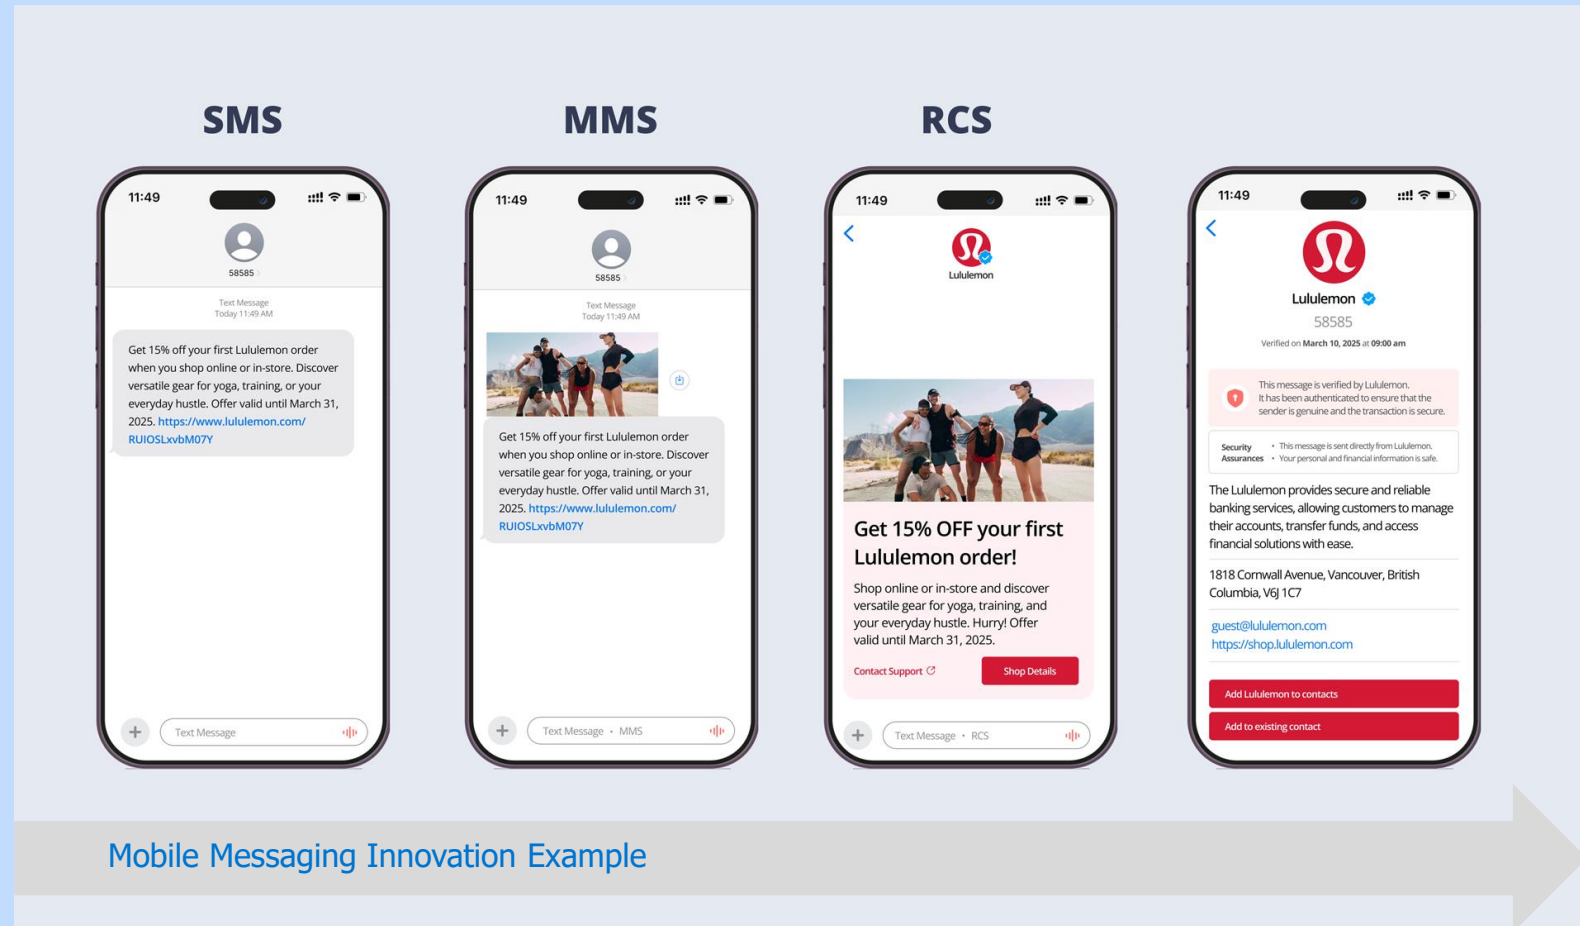 SMS
MMS
RCS
11:49
58585
Text Message
Today 11:49 AM
Get 15% off your first Lululemon order
when you shop online or in-store. Discover
versatile gear for yoga, training, or your
everyday hustle. Offer valid until March 31,
2025. https://www.lululemon.com/
RUIOSLxvbM07Y
Text Message
11:49
58585
Text Message
Today 11:49 AM
Get 15% off your first Lululemon order
when you shop online or in-store. Discover
versatile gear for yoga, training, or your
everyday hustle. Offer valid until March 31,
2025. https://www.lululemon.com/
RUIOSLxvbM07Y
Text Message • MMS
11:49
Lululemon
Get 15% OFF your first
Lululemon order!
Shop online or in-store and discover
versatile gear for yoga, training, and
your everyday hustle. Hurry! Offer
valid until March 31, 2025.
Contact Support
Shop Details
Text Message • RCS
11:49
Lululemon
58585
Verified on March 10, 2025 at 09:00 am
This message is verified by Lululemon.
It has been authenticated to ensure that the
sender is genuine and the transaction is secure.
Security Assurances
• This message is sent directly from Lululemon.
• Your personal and financial information is safe.
The Lululemon provides secure and reliable
banking services, allowing customers to manage
their accounts, transfer funds, and access
financial solutions with ease.
1818 Cornwall Avenue, Vancouver, British
Columbia, V6J 1C7
guest@lululemon.com
https://shop.lululemon.com
Add Lululemon to contacts
Add to existing contact
Mobile Messaging Innovation Example